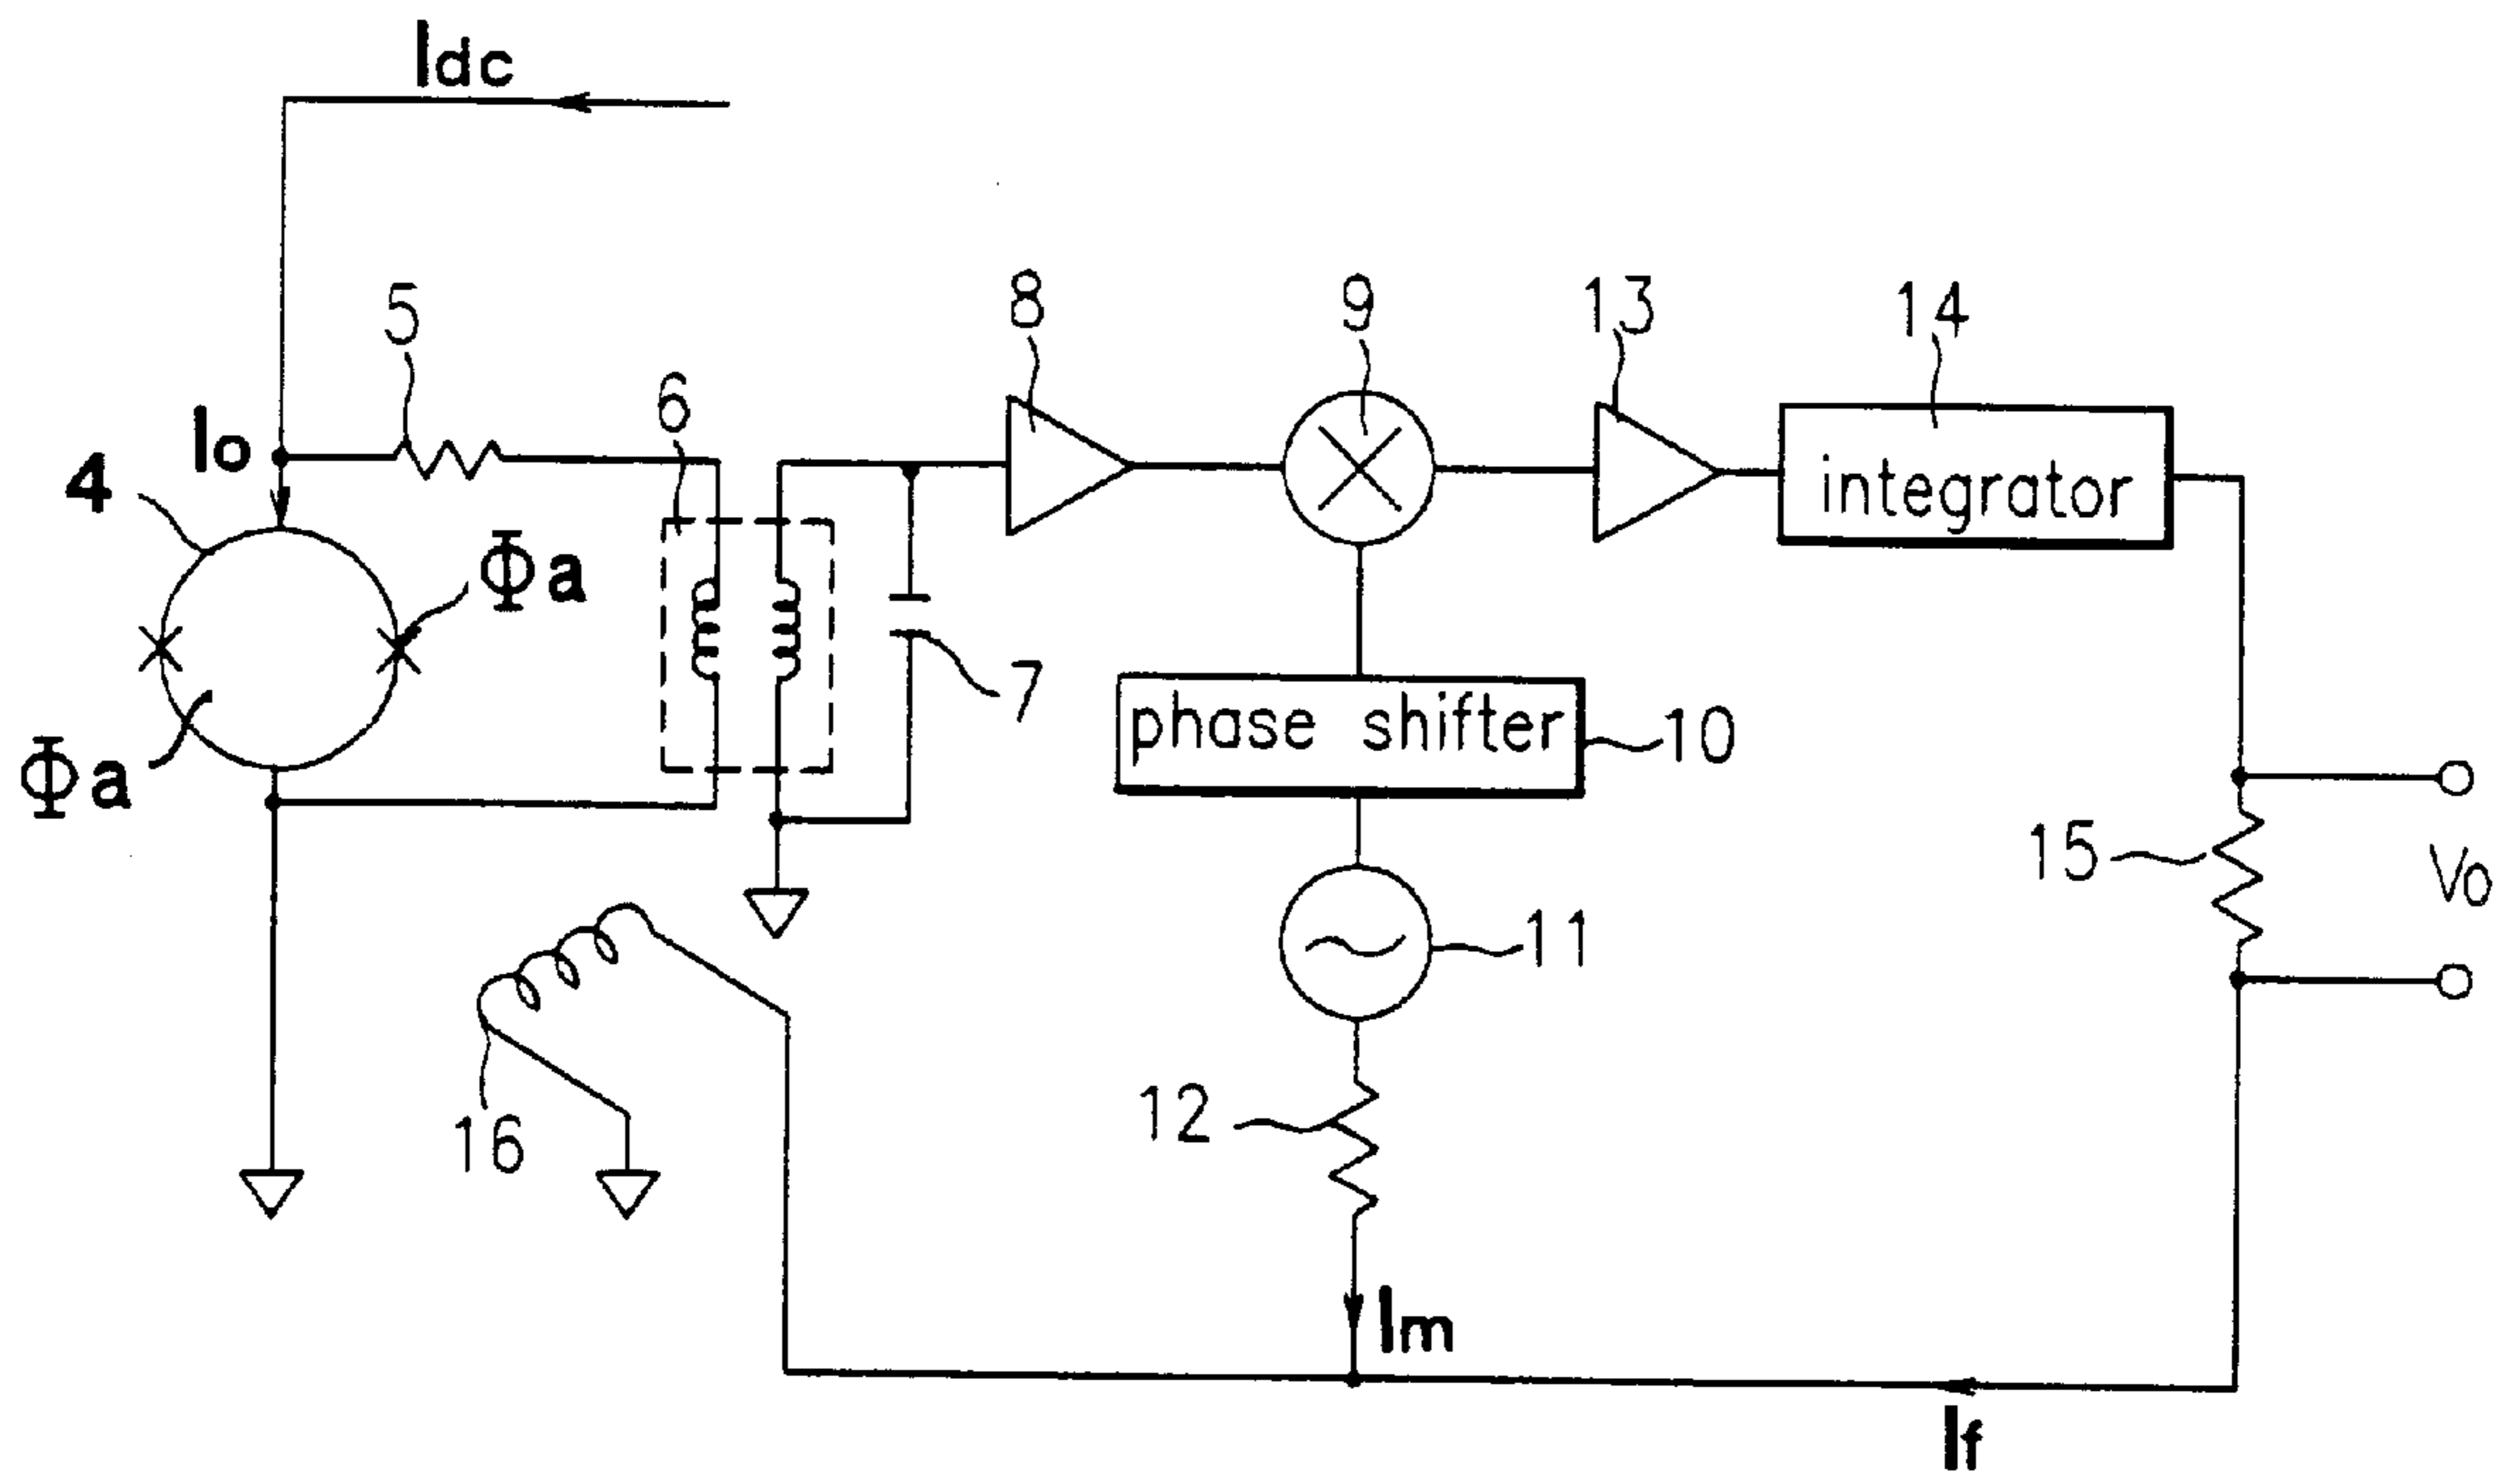 Idc
5
6
8
9
13
14
Io
4
Φa
integrator
7
phase shifter
10
Φa
15
Vo
11
12
16
Im
If